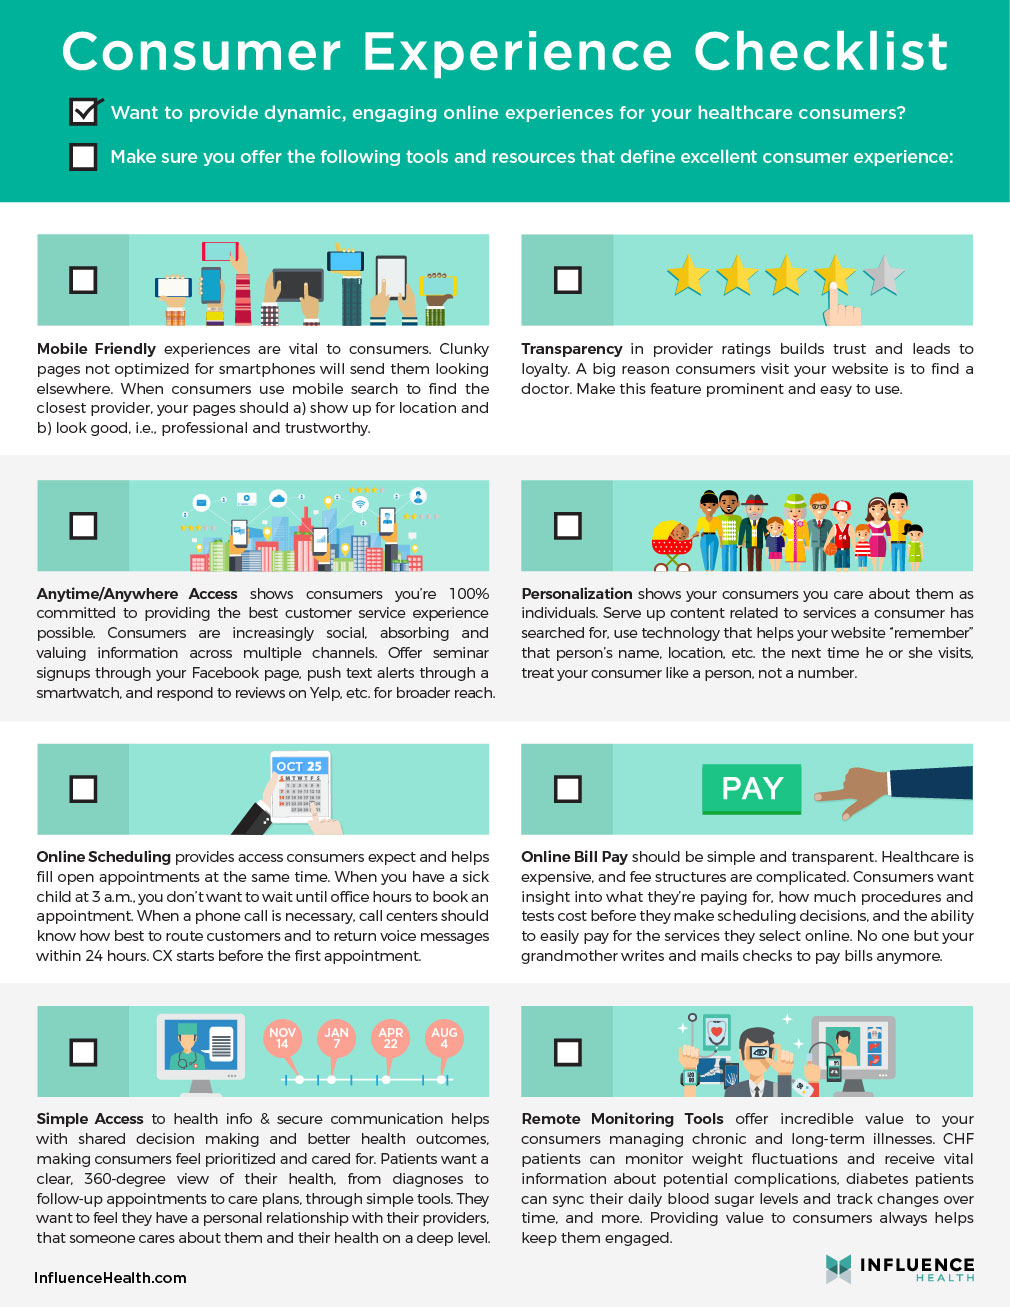 Consumer Experience Checklist
Want to provide dynamic, engaging online experiences for your healthcare consumers?
Make sure you offer the following tools and resources that define excellent consumer experience:
Mobile Friendly experiences are vital to consumers. Clunky
pages not optimized for smartphones will send them looking
elsewhere. When consumers use mobile search to find the
closest provider, your pages should a) show up for location and
b) look good, i.e., professional and trustworthy.
Transparency in provider ratings builds trust and leads to
loyalty. A big reason consumers visit your website is to find a
doctor. Make this feature prominent and easy to use.
54
Anytime/Anywhere Access shows consumers you're 100%
committed to providing the best customer service experience
possible. Consumers are increasingly social, absorbing and
valuing information across multiple channels. Offer seminar
signups through your Facebook page, push text alerts through a
smartwatch, and respond to reviews on Yelp, etc. for broader reach.
Personalization shows your consumers you care about them as
individuals. Serve up content related to services a consumer has
searched for, use technology that helps your website “remember”
that person's name, location, etc. the next time he or she visits,
treat your consumer like a person, not a number.
OCT 25
S M T W T F S
PAY
Online Scheduling provides access consumers expect and helps
fill open appointments at the same time. When you have a sick
child at 3 a.m., you don't want to wait until office hours to book an
appointment. When a phone call is necessary, call centers should
know how best to route customers and to return voice messages
within 24 hours. CX starts before the first appointment.
Online Bill Pay should be simple and transparent. Healthcare is
expensive, and fee structures are complicated. Consumers want
insight into what they're paying for, how much procedures and
tests cost before they make scheduling decisions, and the ability
to easily pay for the services they select online. No one but your
grandmother writes and mails checks to pay bills anymore.
NOV
14
JAN
7
APR
22
AUG
4
Simple Access to health info & secure communication helps
with shared decision making and better health outcomes,
making consumers feel prioritized and cared for. Patients want a
clear, 360-degree view of their health, from diagnoses to
follow-up appointments to care plans, through simple tools. They
want to feel they have a personal relationship with their providers,
that someone cares about them and their health on a deep level.
Remote Monitoring Tools offer incredible value to your
consumers managing chronic and long-term illnesses. CHF
patients can monitor weight fluctuations and receive vital
information about potential complications, diabetes patients
can sync their daily blood sugar levels and track changes over
time, and more. Providing value to consumers always helps
keep them engaged.
InfluenceHealth.com
INFLUENCE
HEALTH